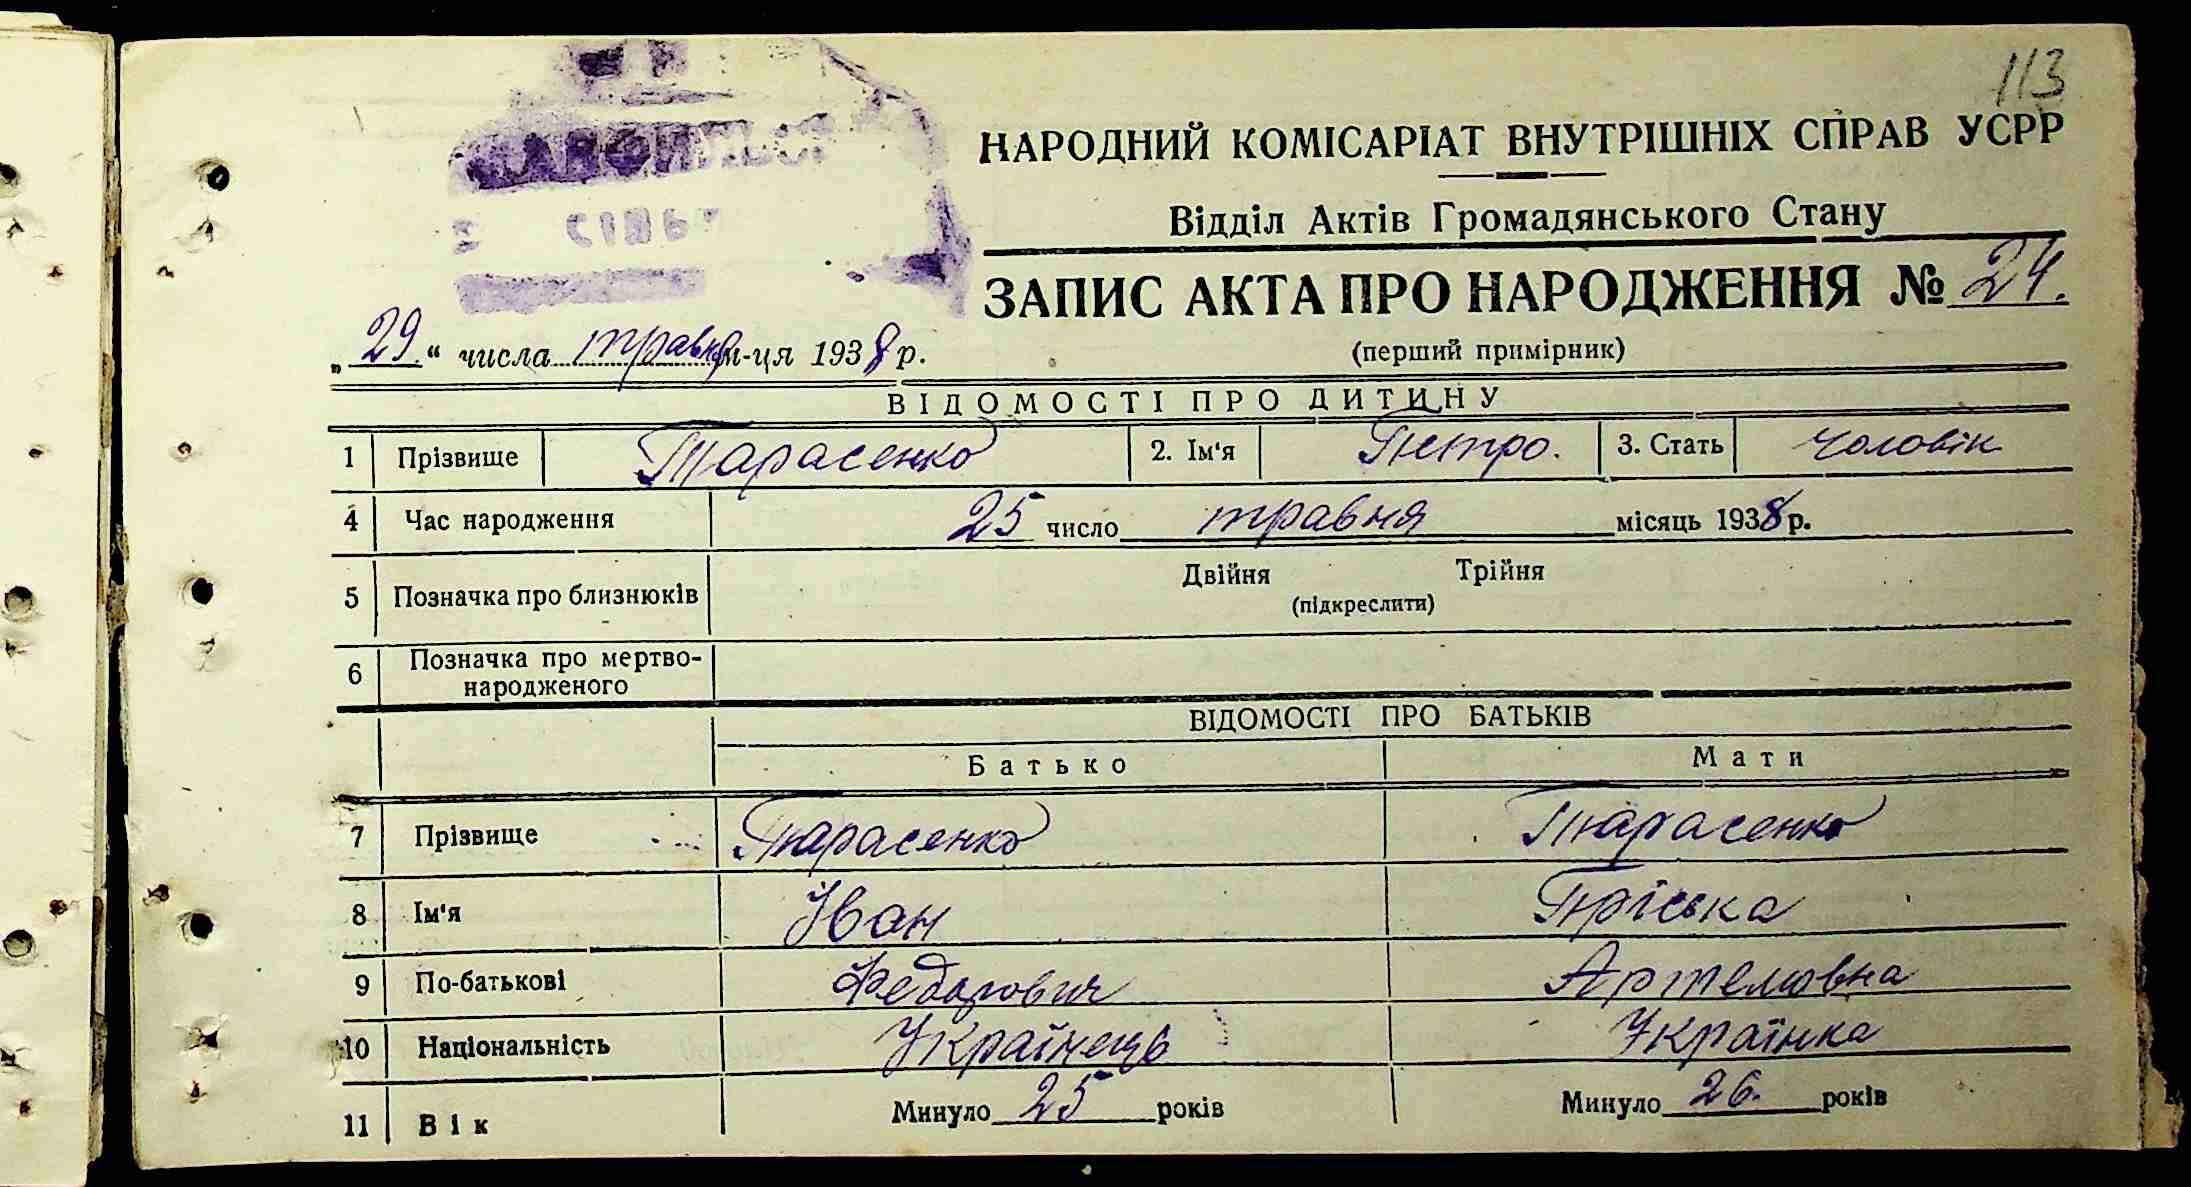 113
НАРОДНИЙ КОМІСАРІАТ ВНУТРІШНІХ СПРАВ УСРР
Відділ Актів Громадянського Стану
ЗАПИС АКТА ПРО НАРОДЖЕННЯ № 24.
(перший примірник)
„29“ числа травня м-ця 1938 р.
ВІДОМОСТІ ПРО ДИТИНУ
1 Прізвище Тарасенко 2. Ім'я Петро. 3. Стать чоловік
4 Час народження 25 число травня місяць 1938 р.
5 Позначка про близнюків Двійня Трійня
(підкреслити)
6 Позначка про мертво-
народженого
ВІДОМОСТІ ПРО БАТЬКІВ
Батько Мати
7 Прізвище Тарасенко Тарасенко
8 Ім'я Іван Пріська
9 По-батькові Федорович Артемовна
10 Національність Українець Українка
11 Вік Минуло 25 років Минуло 26. років